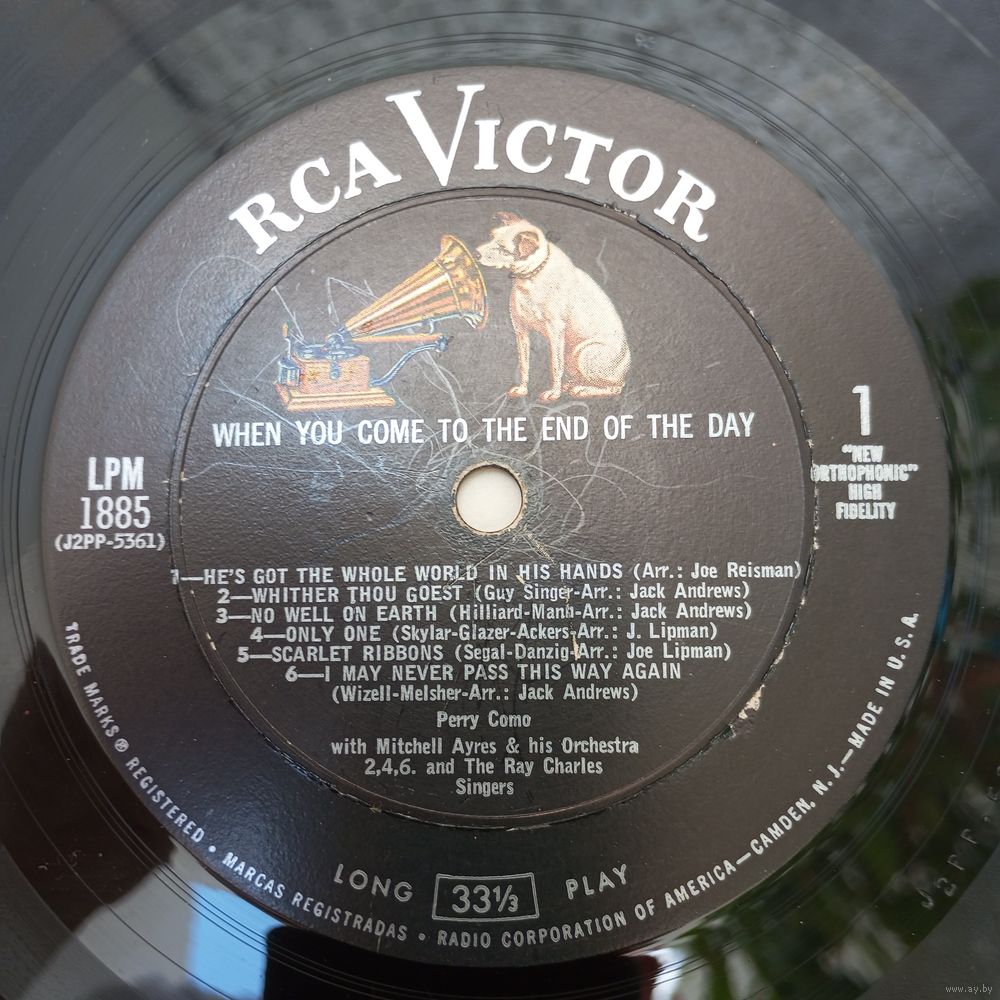 RCA VICTOR
WHEN YOU COME TO THE END OF THE DAY
LPM
1885
(J2PP-5361)
1
"NEW
ORTHOPHONIC"
HIGH
FIDELITY
1—HE'S GOT THE WHOLE WORLD IN HIS HANDS (Arr.: Joe Reisman)
2—WHITHER THOU GOEST (Guy Singer-Arr.: Jack Andrews)
3—NO WELL ON EARTH (Hilliard-Mann-Arr.: Jack Andrews)
4—ONLY ONE (Skylar-Glazer-Ackers-Arr.: J. Lipman)
5—SCARLET RIBBONS (Segal-Danzig-Arr.: Joe Lipman)
6—I MAY NEVER PASS THIS WAY AGAIN
(Wizell-Melsher-Arr.: Jack Andrews)
Perry Como
with Mitchell Ayres & his Orchestra
2,4,6. and The Ray Charles
Singers
LONG 33⅓ PLAY
TRADE MARKS ® REGISTERED • MARCAS REGISTRADAS • RADIO CORPORATION OF AMERICA—CAMDEN, N. J.—MADE IN U. S. A.
www.ay.by